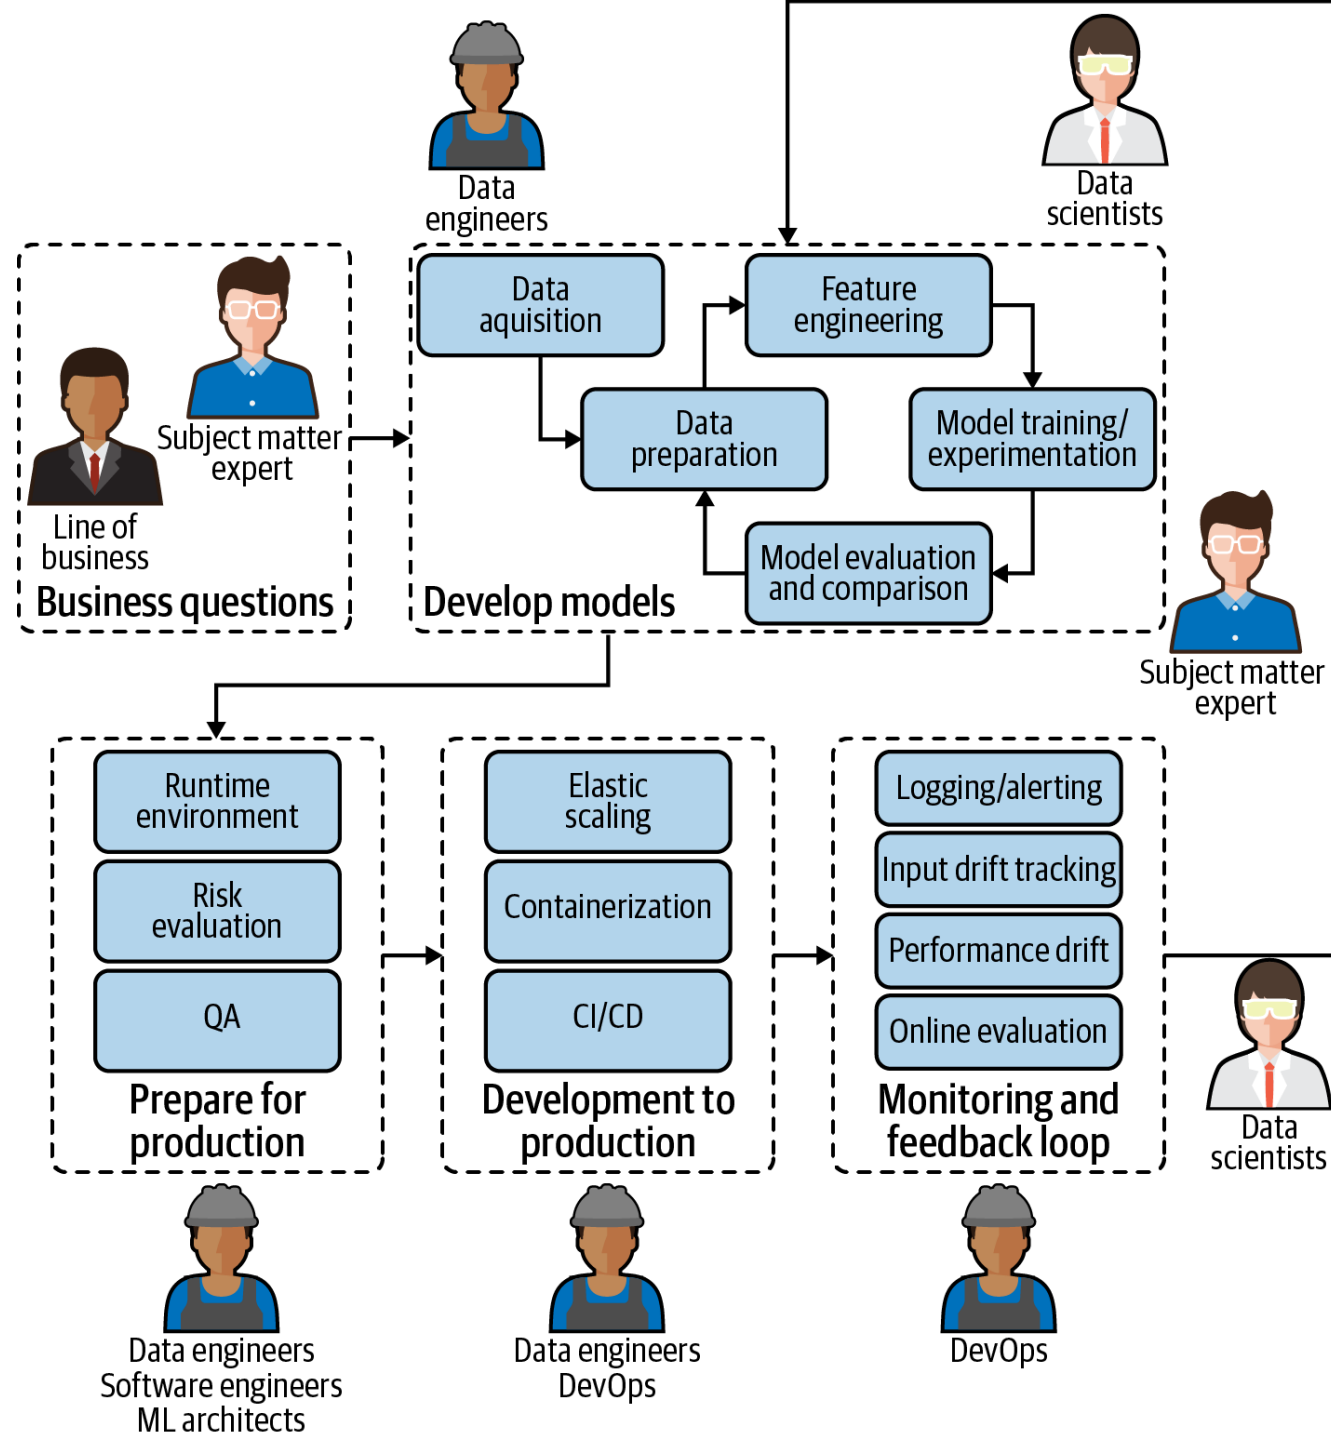 Data
engineers
Data
scientists
Subject matter
expert
Line of
business
Business questions
Data
aquisition
Feature
engineering
Data
preparation
Model training/
experimentation
Model evaluation
and comparison
Develop models
Subject matter
expert
Runtime
environment
Risk
evaluation
QA
Prepare for
production
Elastic
scaling
Containerization
CI/CD
Development to
production
Logging/alerting
Input drift tracking
Performance drift
Online evaluation
Monitoring and
feedback loop
Data
scientists
Data engineers
Software engineers
ML architects
Data engineers
DevOps
DevOps